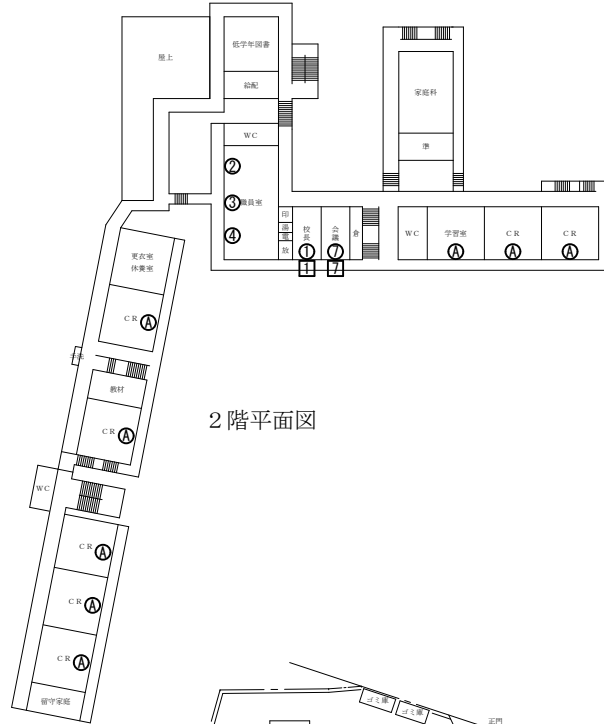 低学年図書
屋上
給配
家庭科
WC
準
②
③
職員室
④
印
湯
電
放
校長
①
1
会議
⑦
7
倉
WC
学習室
Ⓐ
CR
Ⓐ
CR
Ⓐ
更衣室
休養室
CR Ⓐ
手洗
教材
CR Ⓐ
2階平面図
WC
CR Ⓐ
CR Ⓐ
CR Ⓐ
留守家庭
ゴミ庫
ゴミ庫
正門